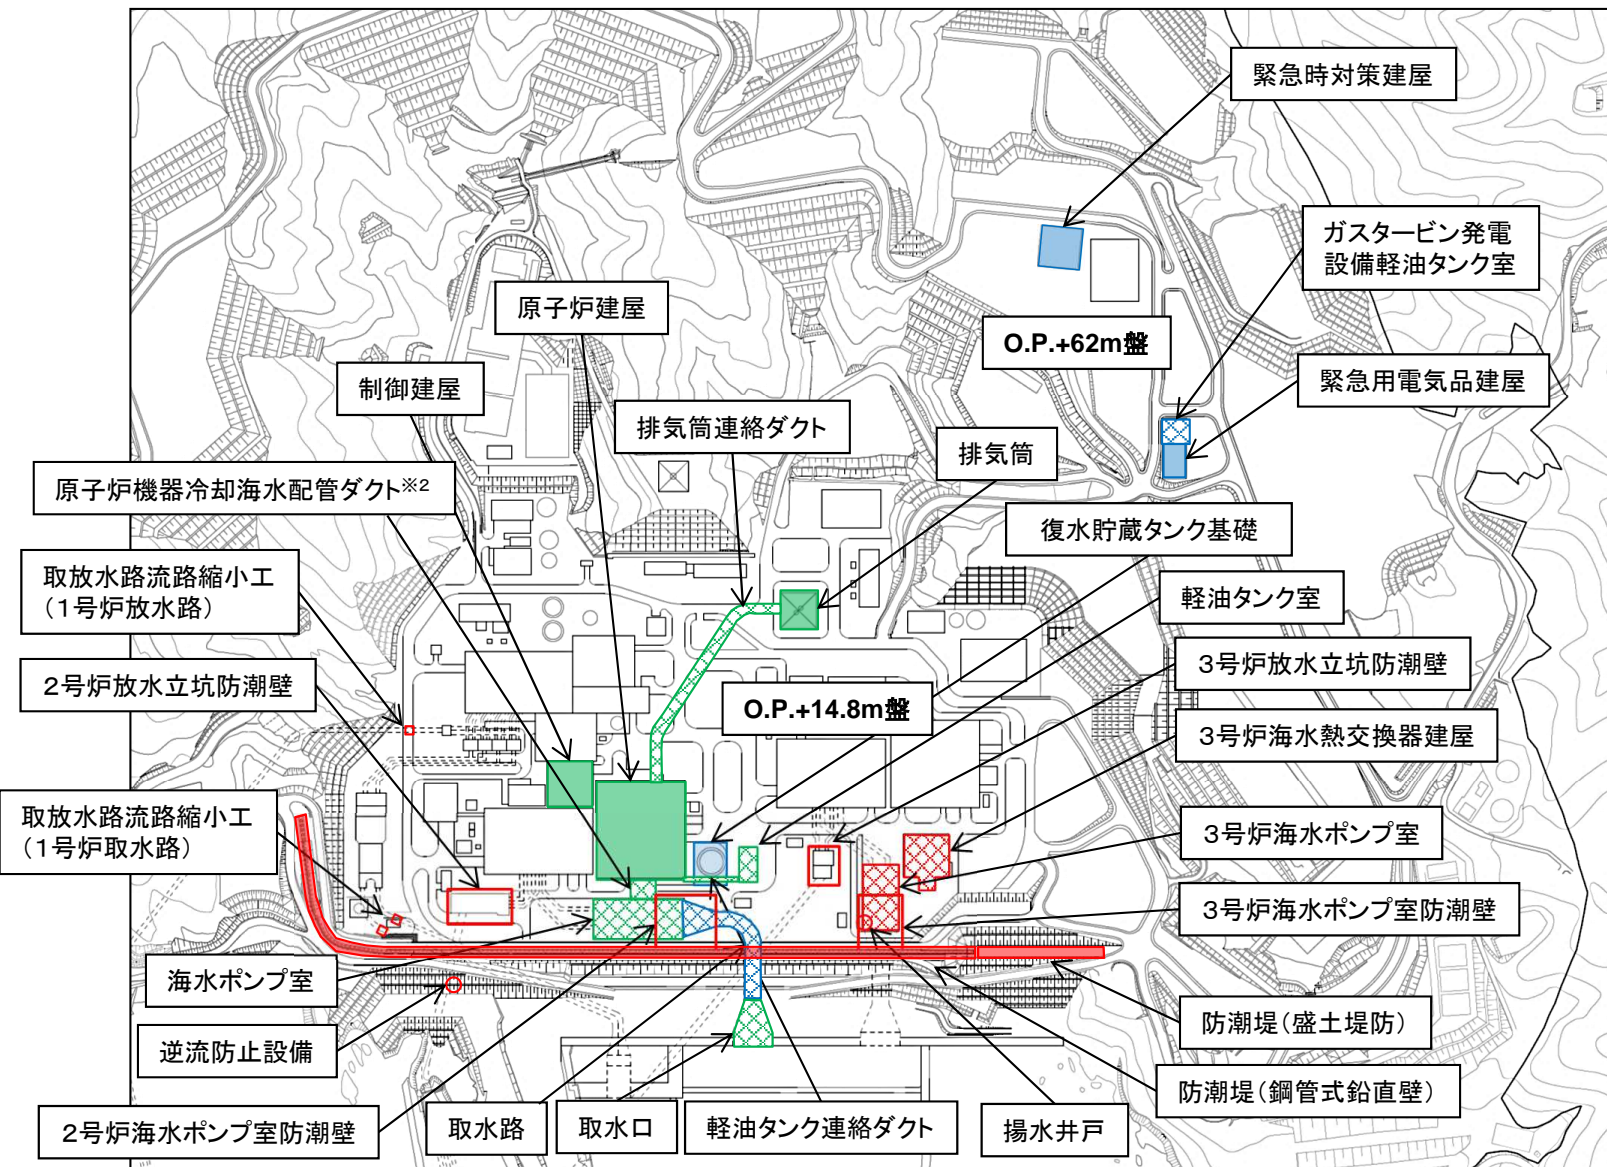 緊急時対策建屋
ガスタービン発電
設備軽油タンク室
原子炉建屋
O.P.+62m盤
制御建屋
緊急用電気品建屋
排気筒連絡ダクト
排気筒
原子炉機器冷却海水配管ダクト※2
復水貯蔵タンク基礎
取放水路流路縮小工
(1号炉放水路)
軽油タンク室
2号炉放水立坑防潮壁
3号炉放水立坑防潮壁
O.P.+14.8m盤
3号炉海水熱交換器建屋
取放水路流路縮小工
(1号炉取水路)
3号炉海水ポンプ室
3号炉海水ポンプ室防潮壁
海水ポンプ室
防潮堤(盛土堤防)
逆流防止設備
防潮堤(鋼管式鉛直壁)
2号炉海水ポンプ室防潮壁
取水路
取水口
軽油タンク連絡ダクト
揚水井戸